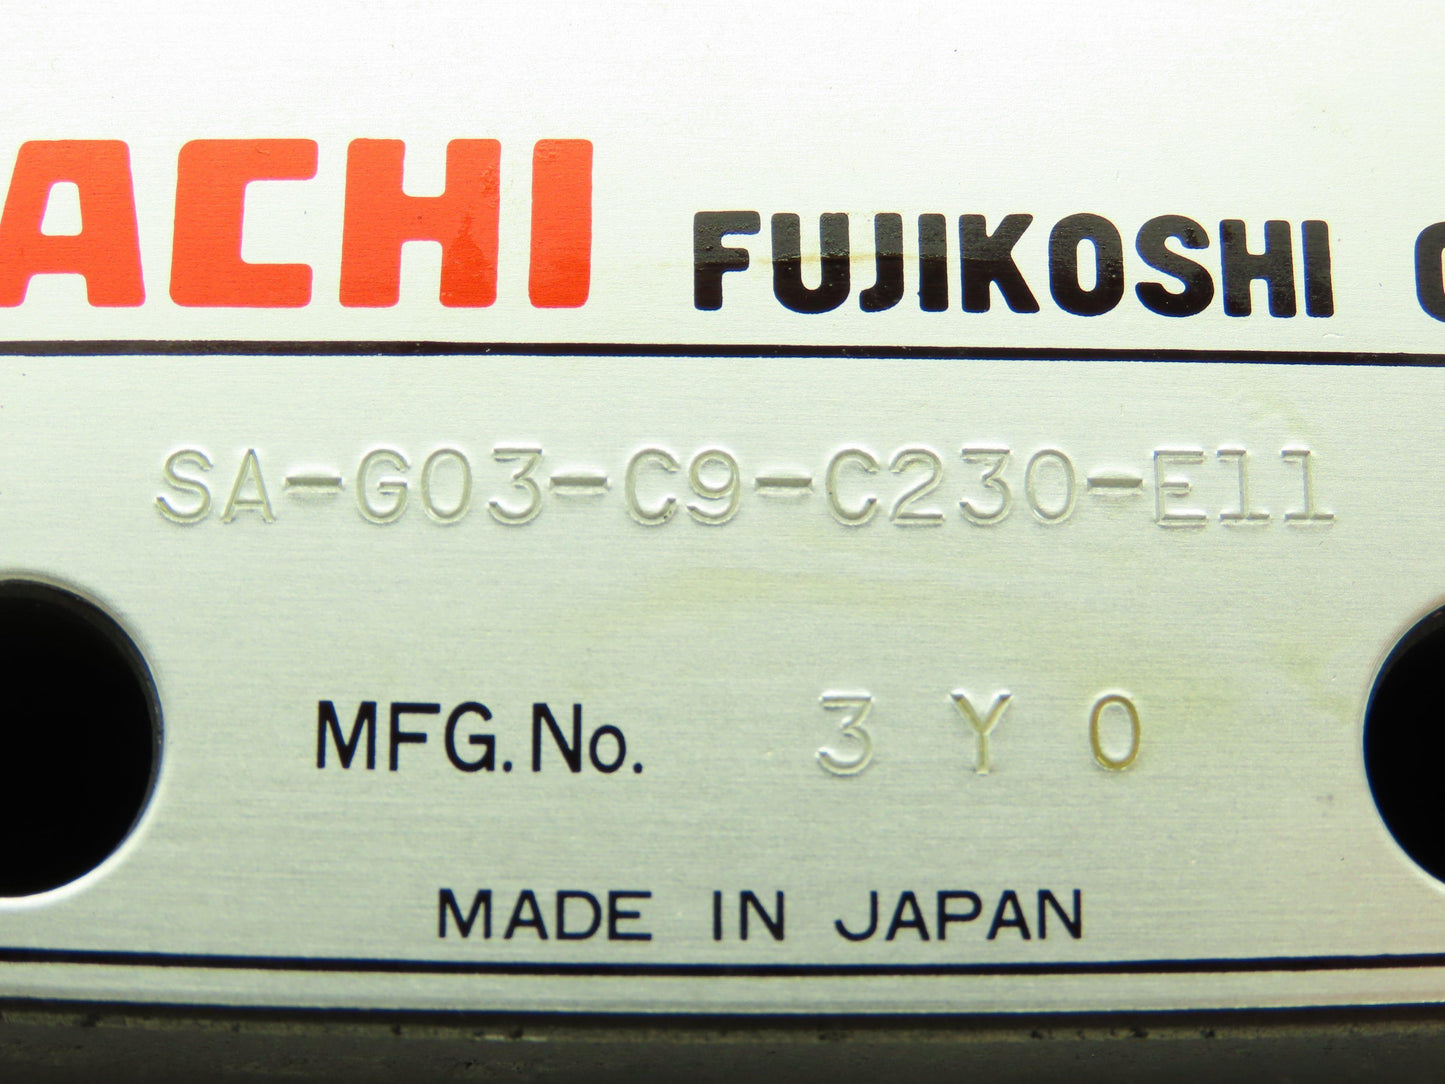 ACHI FUJIKOSHI
SA-G03-C9-C230-E11
MFG.No. 3 Y 0
MADE IN JAPAN